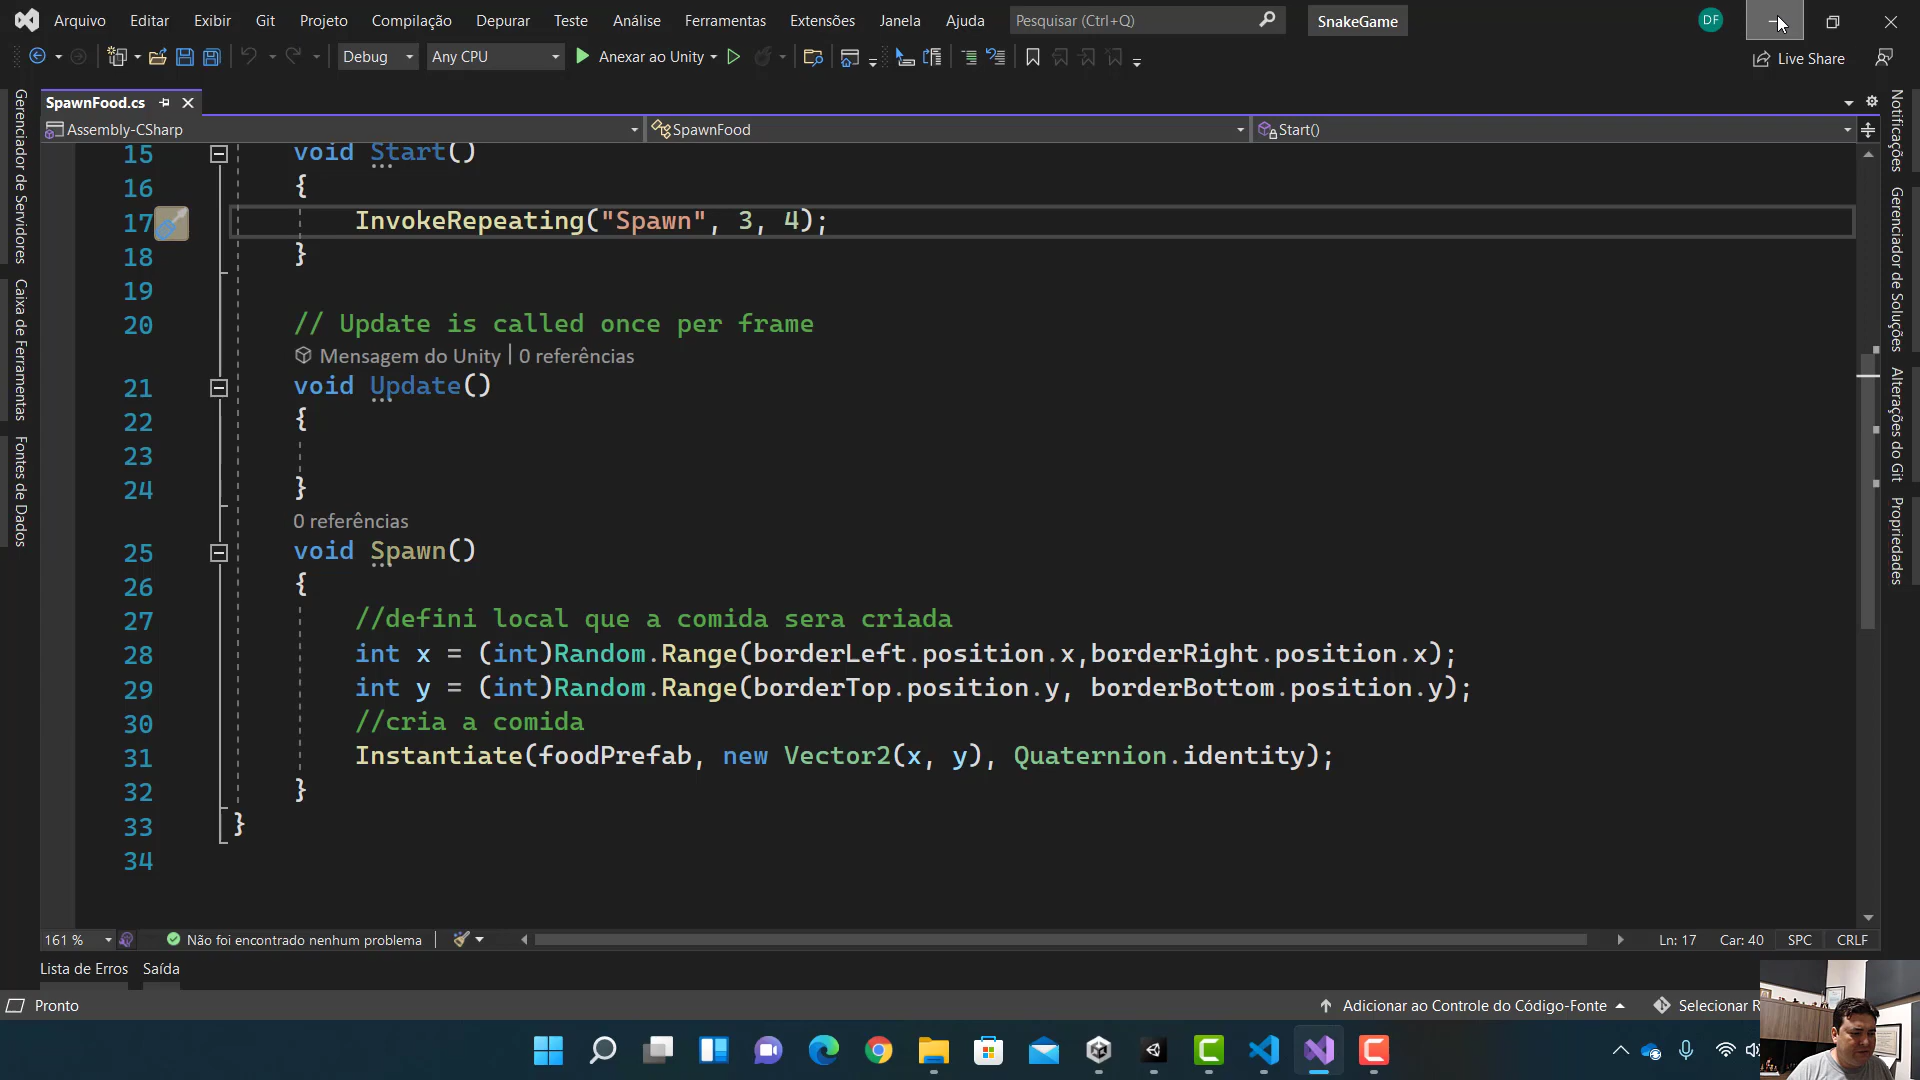 Arquivo Editar Exibir Git Projeto Compilação Depurar Teste Análise Ferramentas Extensões Janela Ajuda Pesquisar (Ctrl+Q) SnakeGame DF
Debug Any CPU Anexar ao Unity Live Share
SpawnFood.cs
Assembly-CSharp SpawnFood Start()
15 void Start()
16 {
17 InvokeRepeating("Spawn", 3, 4);
18 }
19
20 // Update is called once per frame
Mensagem do Unity | 0 referências
21 void Update()
22 {
23
24 }
0 referências
25 void Spawn()
26 {
27 //defini local que a comida sera criada
28 int x = (int)Random.Range(borderLeft.position.x,borderRight.position.x);
29 int y = (int)Random.Range(borderTop.position.y, borderBottom.position.y);
30 //cria a comida
31 Instantiate(foodPrefab, new Vector2(x, y), Quaternion.identity);
32 }
33 }
34
Gerenciador de Servidores
Caixa de Ferramentas
Fontes de Dados
Notificações
Gerenciador de Soluções
Alterações do Git
Propriedades
161 % Não foi encontrado nenhum problema Ln: 17 Car: 40 SPC CRLF
Lista de Erros Saída
Pronto Adicionar ao Controle do Código-Fonte Selecionar R